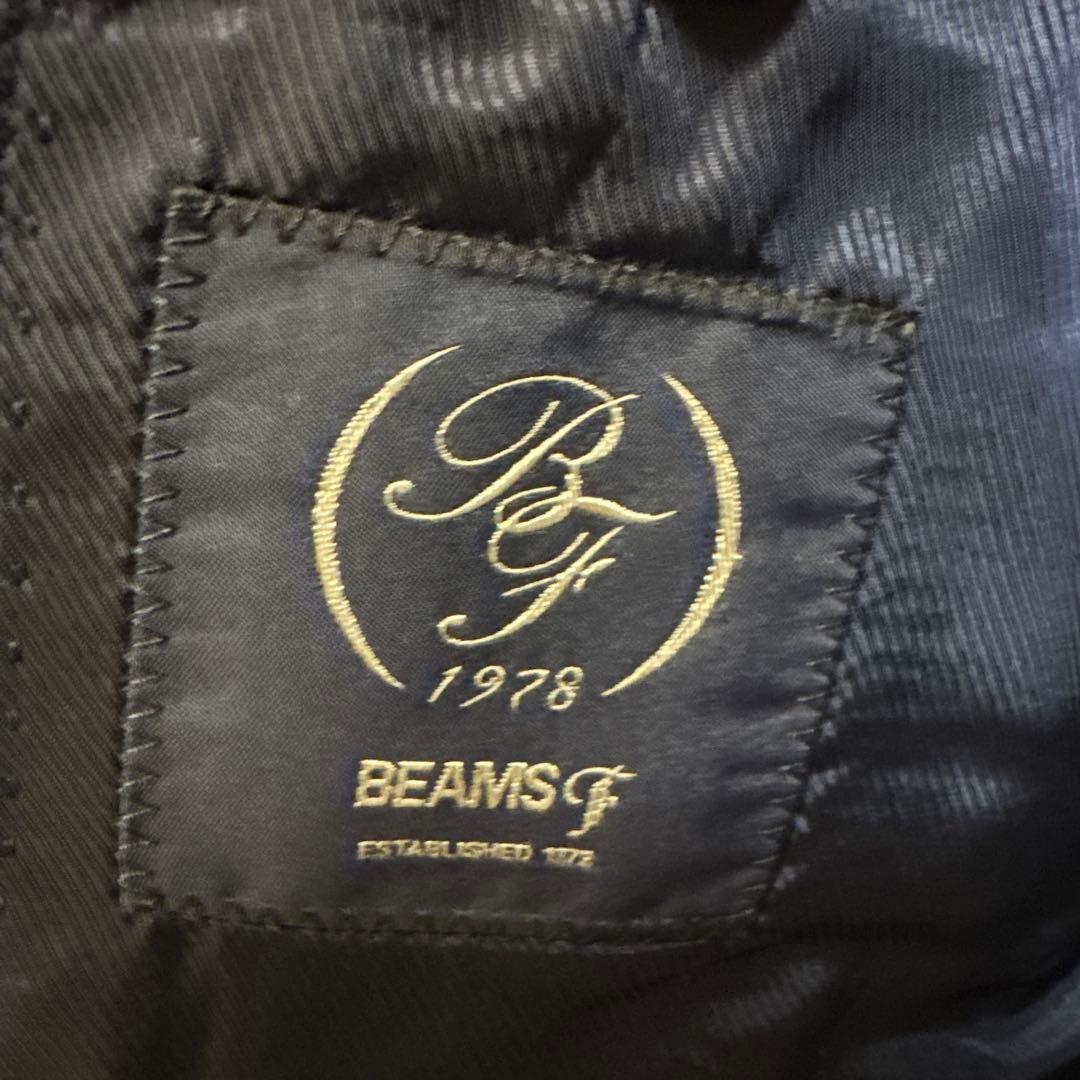 BF
1978
BEAMS F
ESTABLISHED 1978